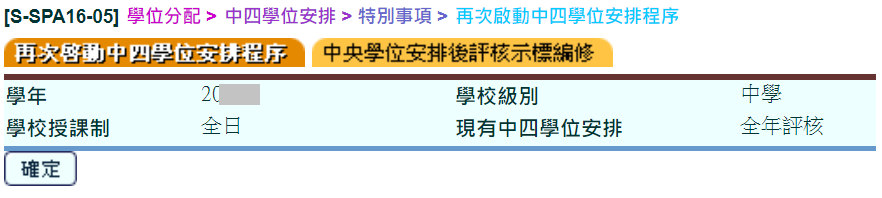 [S-SPA16-05] 學位分配 > 中四學位安排 > 特別事項 > 再次啟動中四學位安排程序
再次啓動中四學位安排程序 中央學位安排後評核示標編修
學年 20 學校級別 中學
學校授課制 全日 現有中四學位安排 全年評核
確定